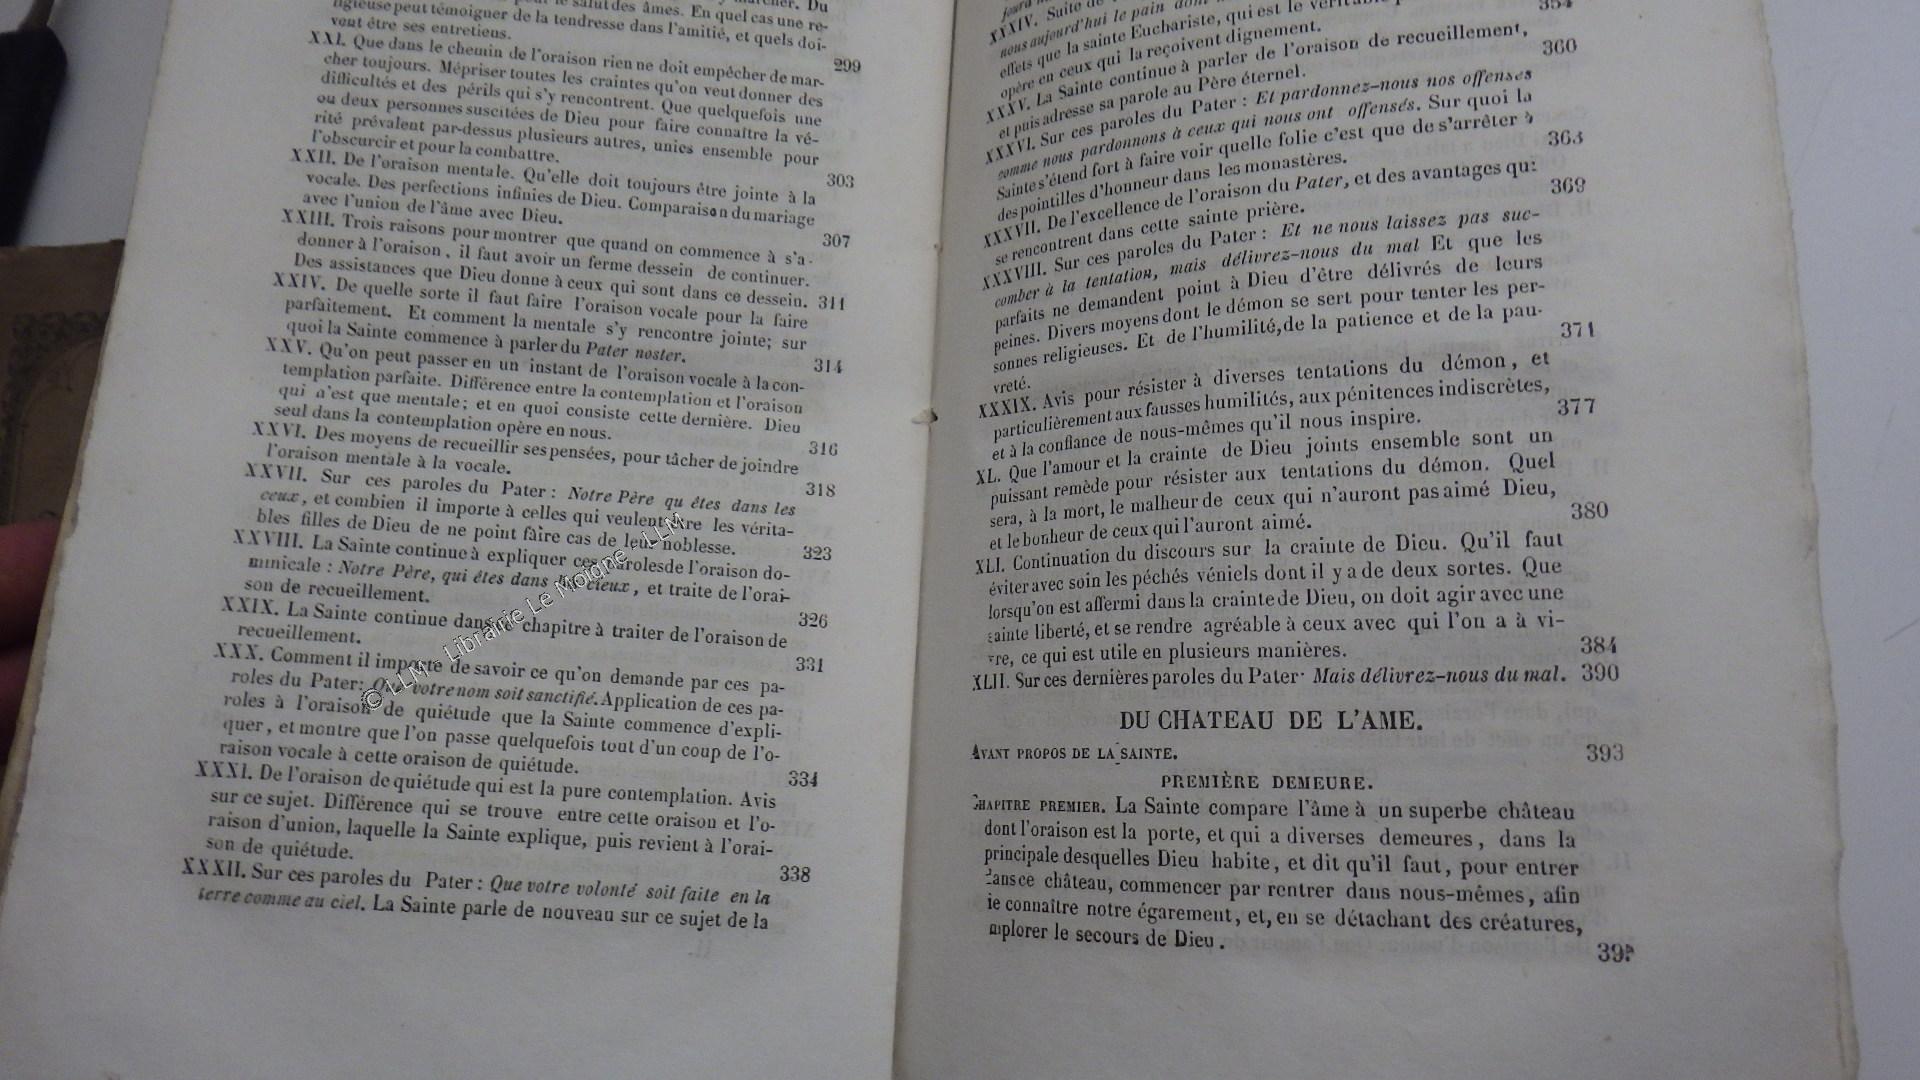 le salut des âmes. En quel cas une re-
ligieuse peut témoigner de la tendresse dans l'amitié, et quels doi-
vent être ses entretiens. 299
XXI. Que dans le chemin de l'oraison rien ne doit empêcher de mar-
cher toujours. Mépriser toutes les craintes qu'on veut donner des
difficultés et des périls qui s'y rencontrent. Que quelquefois une
ou deux personnes suscitées de Dieu pour faire connaître la vé-
rité prévalent par-dessus plusieurs autres, unies ensemble pour
l'obscurcir et pour la combattre. 303
XXII. De l'oraison mentale. Qu'elle doit toujours être jointe à la
vocale. Des perfections infinies de Dieu. Comparaison du mariage
avec l'union de l'âme avec Dieu. 307
XXIII. Trois raisons pour montrer que quand on commence à s'a-
donner à l'oraison, il faut avoir un ferme dessein de continuer.
Des assistances que Dieu donne à ceux qui sont dans ce dessein. 311
XXIV. De quelle sorte il faut faire l'oraison vocale pour la faire
parfaitement. Et comment la mentale s'y rencontre jointe; sur
quoi la Sainte commence à parler du Pater noster. 314
XXV. Qu'on peut passer en un instant de l'oraison vocale à la con-
templation parfaite. Différence entre la contemplation et l'oraison
qui n'est que mentale; et en quoi consiste cette dernière. Dieu
seul dans la contemplation opère en nous. 316
XXVI. Des moyens de recueillir ses pensées, pour tâcher de joindre
l'oraison mentale à la vocale. 318
XXVII. Sur ces paroles du Pater : Notre Père qu êtes dans les
ceux, et combien il importe à celles qui veulent être les vérita-
bles filles de Dieu de ne point fâire cas de leur noblesse. 323
XXVIII. La Sainte continue à expliquer ces parolesde l'oraison do-
minicale : Notre Père, qui êtes dans les cieux, et traite de l'orai-
son de recueillement. 326
XXIX. La Sainte continue dans ce chapitre à traiter de l'oraison de
recueillement. 331
XXX. Comment il importe de savoir ce qu'on demande par ces pa-
roles du Pater: Que votre nom soit sanctifié. Application de ces pa-
roles à l'oraison de quiétude que la Sainte commence d'expli-
quer, et montre que l'on passe quelquefois tout d'un coup de l'o-
raison vocale à cette oraison de quiétude. 334
XXXI. De l'oraison de quiétude qui est la pure contemplation. Avis
sur ce sujet. Différence qui se trouve entre cette oraison et l'o-
raison d'union, laquelle la Sainte explique, puis revient à l'orai-
son de quiétude. 338
XXXII. Sur ces paroles du Pater : Que votre volonté soit faite en la
terre comme au ciel. La Sainte parle de nouveau sur ce sujet de la
© LLM - Librairie Le Moigne - LLM
XXXIV. Suite de
nous aujourd'hui le pain dont
effets que la sainte Eucharistie, qui est le véritable
opère en ceux qui la reçoivent dignement. 354
XXXV. La Sainte continue à parler de l'oraison de recueillement,
et puis adresse sa parole au Père éternel. 360
XXXVI. Sur ces paroles du Pater : Et pardonnez-nous nos offenses
comme nous pardonnons à ceux qui nous ont offensés. Sur quoi la
Sainte s'étend fort à faire voir quelle folie c'est que de s'arrêter à
des pointilles d'honneur dans les monastères. 363
XXXVII. De l'excellence de l'oraison du Pater, et des avantages qui
se rencontrent dans cette sainte prière. 369
XXXVIII. Sur ces paroles du Pater : Et ne nous laissez pas suc-
comber à la tentation, mais délivrez-nous du mal Et que les
parfaits ne demandent point à Dieu d'être délivrés de leurs
peines. Divers moyens dont le démon se sert pour tenter les per-
sonnes religieuses. Et de l'humilité, de la patience et de la pau-
vreté. 371
XXXIX. Avis pour résister à diverses tentations du démon, et
particulièrement aux fausses humilités, aux pénitences indiscrètes,
et à la confiance de nous-mêmes qu'il nous inspire. 377
XL. Que l'amour et la crainte de Dieu joints ensemble sont un
puissant remède pour résister aux tentations du démon. Quel
sera, à la mort, le malheur de ceux qui n'auront pas aimé Dieu,
et le bonheur de ceux qui l'auront aimé. 380
XLI. Continuation du discours sur la crainte de Dieu. Qu'il faut
éviter avec soin les péchés véniels dont il y a de deux sortes. Que
lorsqu'on est affermi dans la crainte de Dieu, on doit agir avec une
sainte liberté, et se rendre agréable à ceux avec qui l'on a à vi-
vre, ce qui est utile en plusieurs manières. 384
XLII. Sur ces dernières paroles du Pater · Mais délivrez-nous du mal. 390
DU CHATEAU DE L'AME.
AVANT PROPOS DE LA SAINTE. 393
PREMIÈRE DEMEURE.
CHAPITRE PREMIER. La Sainte compare l'âme à un superbe château
dont l'oraison est la porte, et qui a diverses demeures, dans la
principale desquelles Dieu habite, et dit qu'il faut, pour entrer
dans ce château, commencer par rentrer dans nous-mêmes, afin
de connaître notre égarement, et, en se détachant des créatures,
implorer le secours de Dieu.